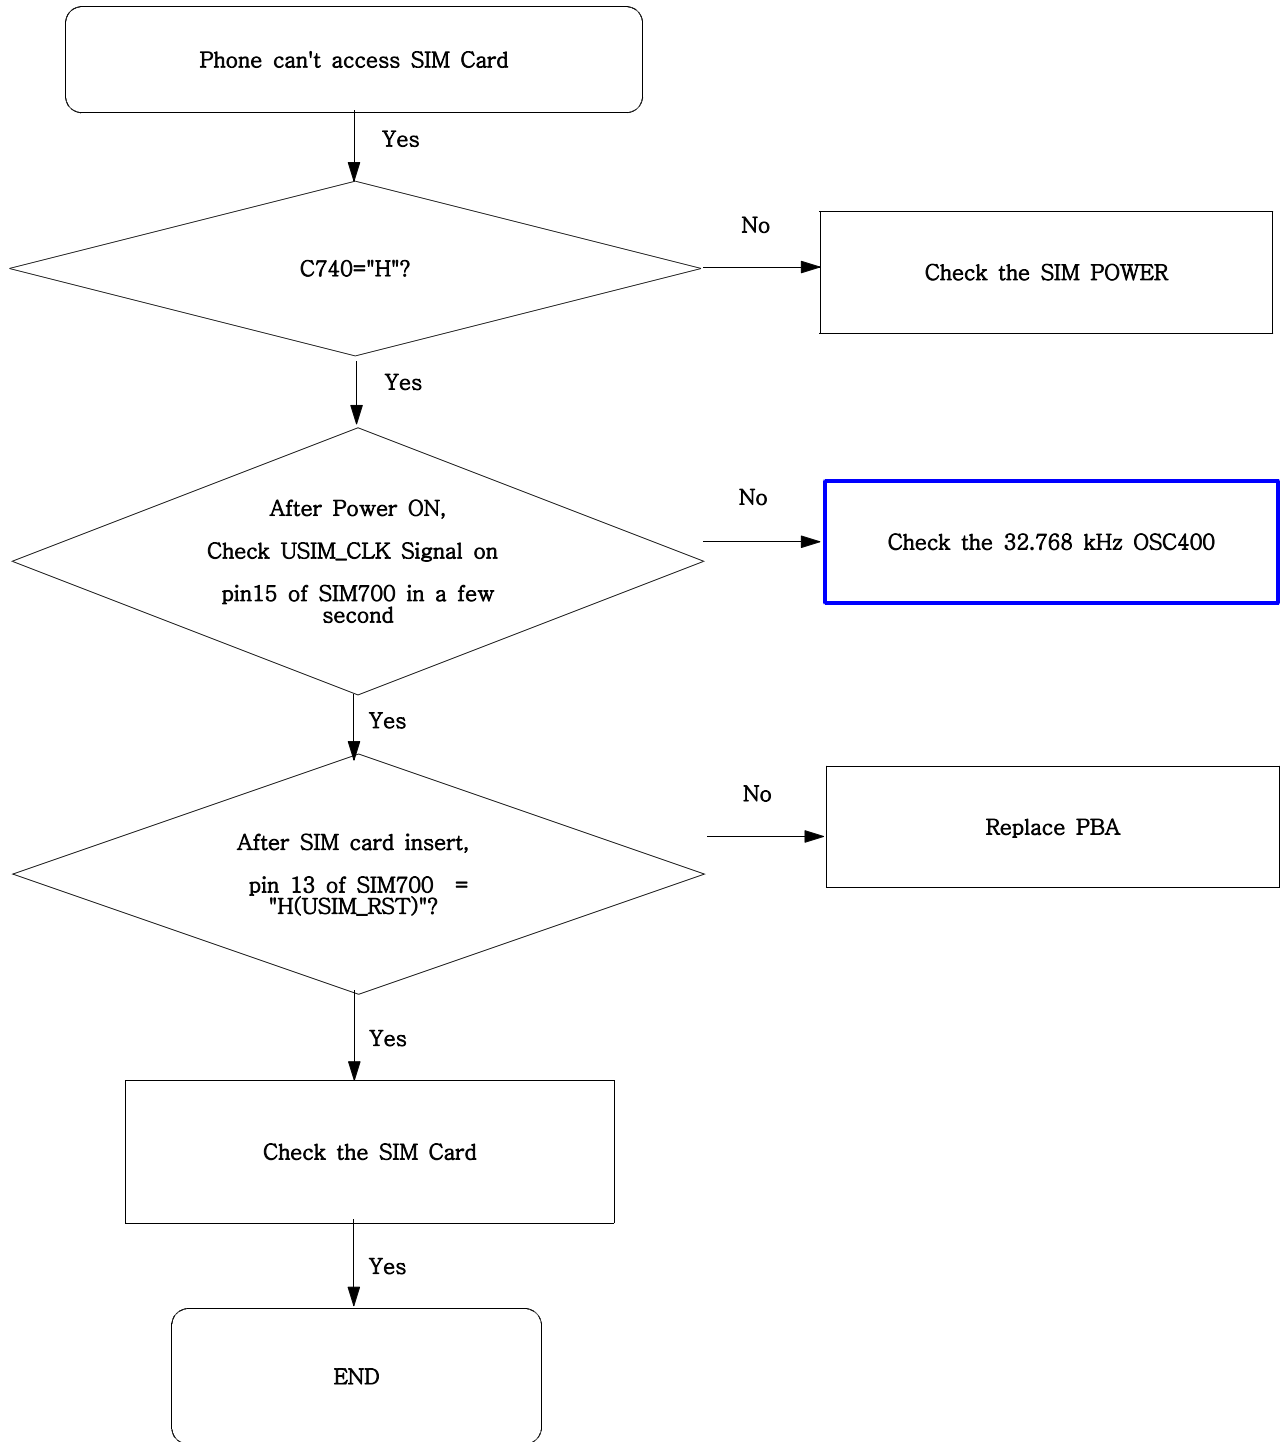 Phone can't access SIM Card
Yes
C740="H"?
No
Check the SIM POWER
Yes
After Power ON,
Check USIM_CLK Signal on
pin15 of SIM700 in a few
second
No
Check the 32.768 kHz OSC400
Yes
After SIM card insert,
pin 13 of SIM700 =
"H(USIM_RST)"?
No
Replace PBA
Yes
Check the SIM Card
Yes
END